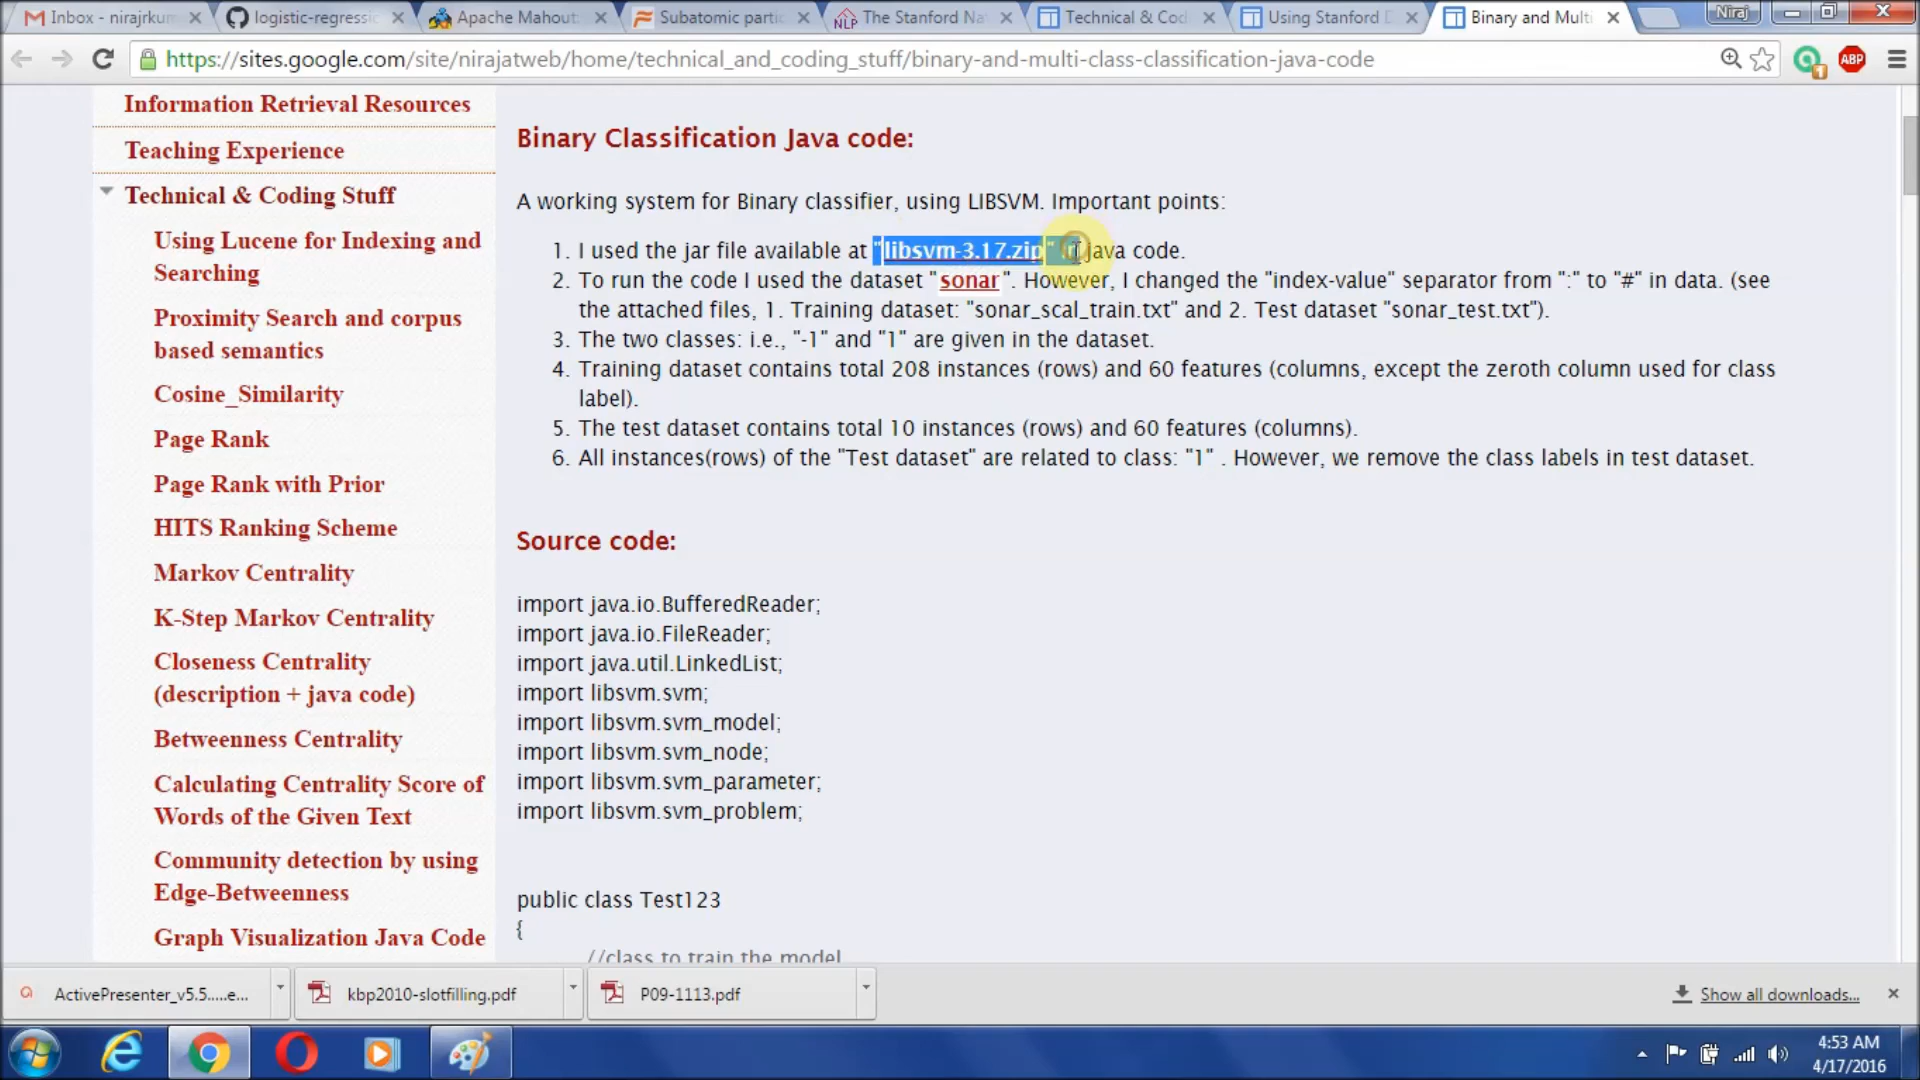 Inbox - nirajrkum
logistic-regressic
Apache Mahout:
Subatomic partic
The Stanford Na
Technical & Cod
Using Stanford D
Binary and Multi
Niraj
https://sites.google.com/site/nirajatweb/home/technical_and_coding_stuff/binary-and-multi-class-classification-java-code
ABP
Information Retrieval Resources
Teaching Experience
Technical & Coding Stuff
Using Lucene for Indexing and
Searching
Proximity Search and corpus
based semantics
Cosine_Similarity
Page Rank
Page Rank with Prior
HITS Ranking Scheme
Markov Centrality
K-Step Markov Centrality
Closeness Centrality
(description + java code)
Betweenness Centrality
Calculating Centrality Score of
Words of the Given Text
Community detection by using
Edge-Betweenness
Graph Visualization Java Code
Binary Classification Java code:
A working system for Binary classifier, using LIBSVM. Important points:
1. I used the jar file available at "libsvm-3.17.zip" java code.
2. To run the code I used the dataset "sonar". However, I changed the "index-value" separator from ":" to "#" in data. (see
the attached files, 1. Training dataset: "sonar_scal_train.txt" and 2. Test dataset "sonar_test.txt").
3. The two classes: i.e., "-1" and "1" are given in the dataset.
4. Training dataset contains total 208 instances (rows) and 60 features (columns, except the zeroth column used for class
label).
5. The test dataset contains total 10 instances (rows) and 60 features (columns).
6. All instances(rows) of the "Test dataset" are related to class: "1" . However, we remove the class labels in test dataset.
Source code:
import java.io.BufferedReader;
import java.io.FileReader;
import java.util.LinkedList;
import libsvm.svm;
import libsvm.svm_model;
import libsvm.svm_node;
import libsvm.svm_parameter;
import libsvm.svm_problem;
public class Test123
{
//class to train the model
ActivePresenter_v5.5.....e...
kbp2010-slotfilling.pdf
P09-1113.pdf
Show all downloads...
4:53 AM
4/17/2016